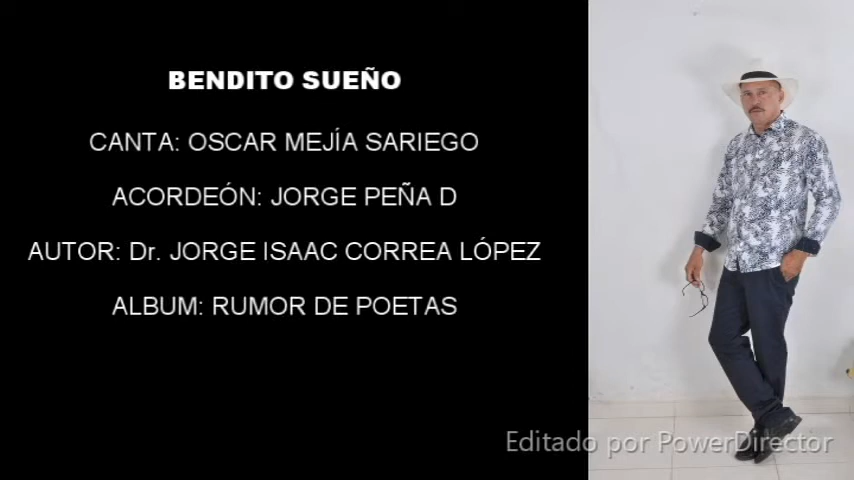 BENDITO SUEÑO
CANTA: OSCAR MEJÍA SARIEGO
ACORDEÓN: JORGE PEÑA D
AUTOR: Dr. JORGE ISAAC CORREA LÓPEZ
ALBUM: RUMOR DE POETAS
Editado por PowerDirector